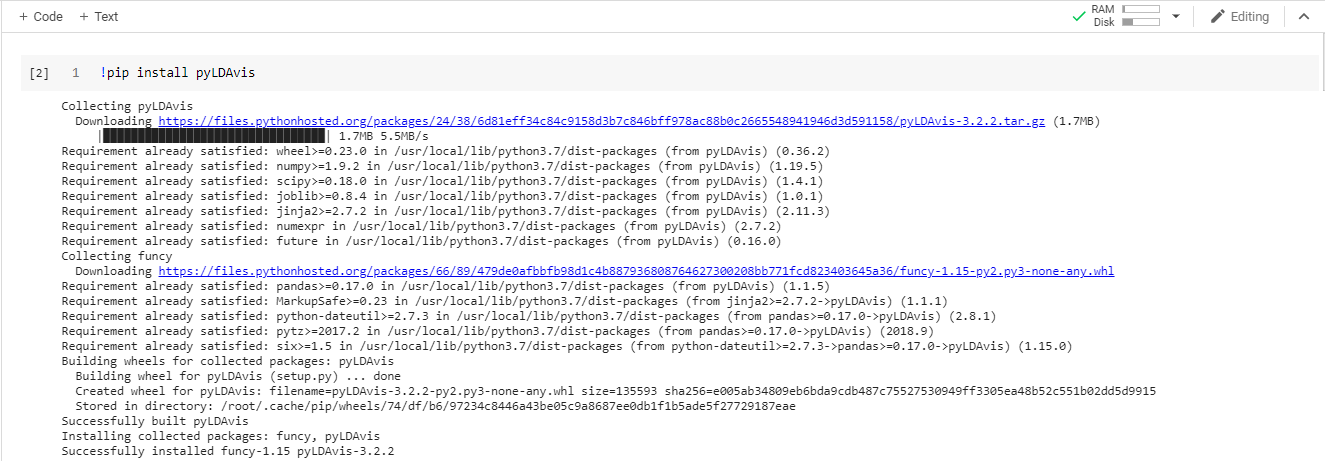 + Code + Text
RAM
Disk
Editing
[2] 1 !pip install pyLDAvis
Collecting pyLDAvis
Downloading https://files.pythonhosted.org/packages/24/38/6d81eff34c84c9158d3b7c846bff978ac88b0c2665548941946d3d591158/pyLDAvis-3.2.2.tar.gz (1.7MB)
|████████████████████████████████| 1.7MB 5.5MB/s
Requirement already satisfied: wheel>=0.23.0 in /usr/local/lib/python3.7/dist-packages (from pyLDAvis) (0.36.2)
Requirement already satisfied: numpy>=1.9.2 in /usr/local/lib/python3.7/dist-packages (from pyLDAvis) (1.19.5)
Requirement already satisfied: scipy>=0.18.0 in /usr/local/lib/python3.7/dist-packages (from pyLDAvis) (1.4.1)
Requirement already satisfied: joblib>=0.8.4 in /usr/local/lib/python3.7/dist-packages (from pyLDAvis) (1.0.1)
Requirement already satisfied: jinja2>=2.7.2 in /usr/local/lib/python3.7/dist-packages (from pyLDAvis) (2.11.3)
Requirement already satisfied: numexpr in /usr/local/lib/python3.7/dist-packages (from pyLDAvis) (2.7.2)
Requirement already satisfied: future in /usr/local/lib/python3.7/dist-packages (from pyLDAvis) (0.16.0)
Collecting funcy
Downloading https://files.pythonhosted.org/packages/66/89/479de0afbbfb98d1c4b887936808764627300208bb771fcd823403645a36/funcy-1.15-py2.py3-none-any.whl
Requirement already satisfied: pandas>=0.17.0 in /usr/local/lib/python3.7/dist-packages (from pyLDAvis) (1.1.5)
Requirement already satisfied: MarkupSafe>=0.23 in /usr/local/lib/python3.7/dist-packages (from jinja2>=2.7.2->pyLDAvis) (1.1.1)
Requirement already satisfied: python-dateutil>=2.7.3 in /usr/local/lib/python3.7/dist-packages (from pandas>=0.17.0->pyLDAvis) (2.8.1)
Requirement already satisfied: pytz>=2017.2 in /usr/local/lib/python3.7/dist-packages (from pandas>=0.17.0->pyLDAvis) (2018.9)
Requirement already satisfied: six>=1.5 in /usr/local/lib/python3.7/dist-packages (from python-dateutil>=2.7.3->pandas>=0.17.0->pyLDAvis) (1.15.0)
Building wheels for collected packages: pyLDAvis
Building wheel for pyLDAvis (setup.py) ... done
Created wheel for pyLDAvis: filename=pyLDAvis-3.2.2-py2.py3-none-any.whl size=135593 sha256=e005ab34809eb6bda9cdb487c75527530949ff3305ea48b52c551b02dd5d9915
Stored in directory: /root/.cache/pip/wheels/74/df/b6/97234c8446a43be05c9a8687ee0db1f1b5ade5f27729187eae
Successfully built pyLDAvis
Installing collected packages: funcy, pyLDAvis
Successfully installed funcy-1.15 pyLDAvis-3.2.2